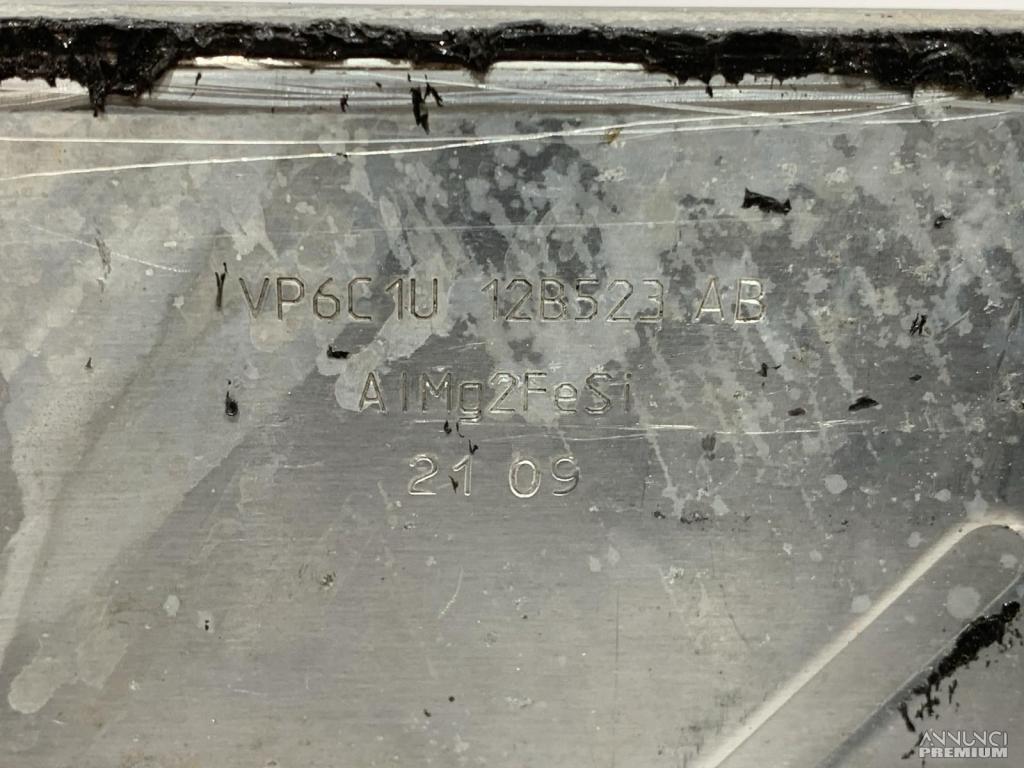 VP6C1U 12B523 AB
AlMg2FeSi
21 09
ANNUNCI
PREMIUM